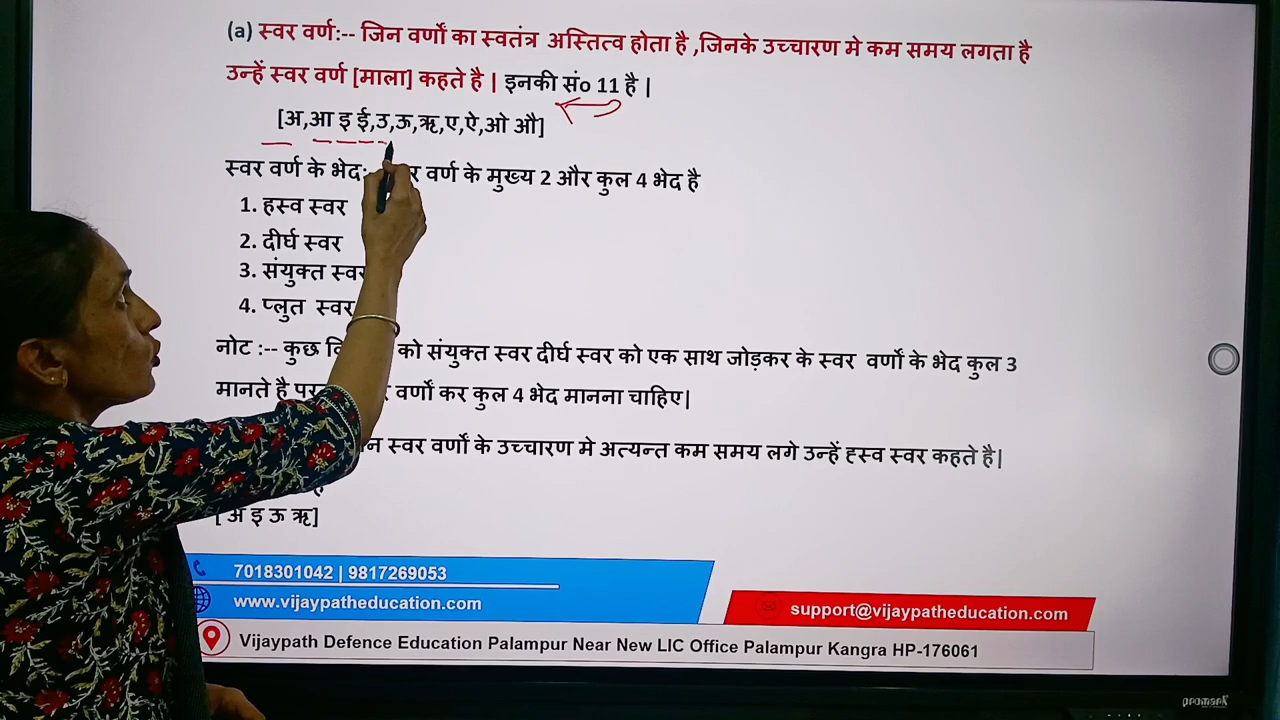 (a) स्वर वर्ण:-- जिन वर्णों का स्वतंत्र अस्तित्व होता है ,जिनके उच्चारण मे कम समय लगता है
उन्हें स्वर वर्ण [माला] कहते है | इनकी सं० 11 है |
[अ,आ इ ई,उ,ऊ,ऋ,ए,ऐ,ओ औ]
स्वर वर्ण के भेद: वर्ण के मुख्य 2 और कुल 4 भेद है
1. हस्व स्वर
2. दीर्घ स्वर
3. संयुक्त स्वर
4. प्लुत स्वर
नोट :-- कुछ को संयुक्त स्वर दीर्घ स्वर को एक साथ जोड़कर के स्वर वर्णों के भेद कुल 3
मानते है वर्णों कर कुल 4 भेद मानना चाहिए|
स्वर वर्णों के उच्चारण मे अत्यन्त कम समय लगे उन्हें ह्स्व स्वर कहते है|
[ अ इ ऊ ऋ]
7018301042 | 9817269053
www.vijaypatheducation.com
support@vijaypatheducation.com
Vijaypath Defence Education Palampur Near New LIC Office Palampur Kangra HP-176061
promark